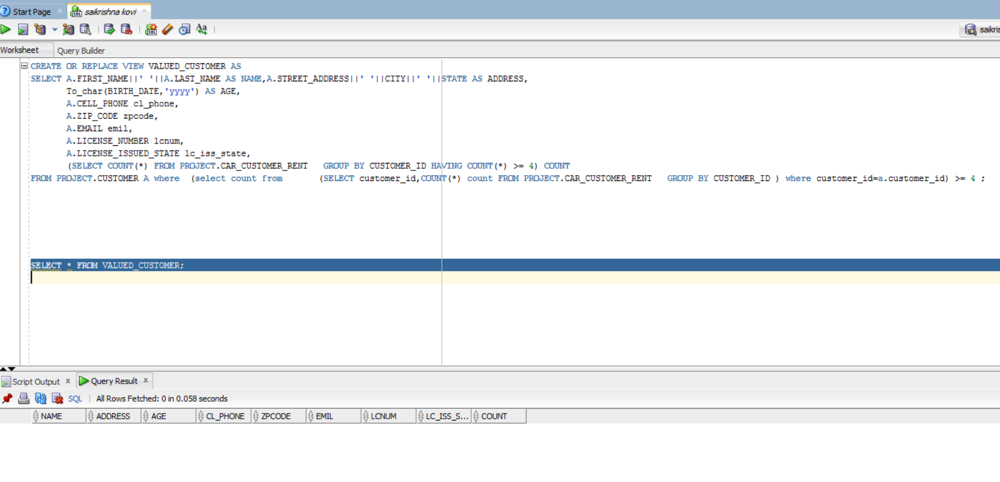 Start Page
saikrishna kovi
saikris
Worksheet
Query Builder
CREATE OR REPLACE VIEW VALUED_CUSTOMER AS
SELECT A.FIRST_NAME||' '||A.LAST_NAME AS NAME,A.STREET_ADDRESS||' '||CITY||' '||STATE AS ADDRESS,
To_char(BIRTH_DATE,'yyyy') AS AGE,
A.CELL_PHONE cl_phone,
A.ZIP_CODE zpcode,
A.EMAIL emil,
A.LICENSE_NUMBER lcnum,
A.LICENSE_ISSUED_STATE lc_iss_state,
(SELECT COUNT(*) FROM PROJECT.CAR_CUSTOMER_RENT GROUP BY CUSTOMER_ID HAVING COUNT(*) >= 4) COUNT
FROM PROJECT.CUSTOMER A where (select count from (SELECT customer_id,COUNT(*) count FROM PROJECT.CAR_CUSTOMER_RENT GROUP BY CUSTOMER_ID ) where customer_id=a.customer_id) >= 4 ;
SELECT * FROM VALUED_CUSTOMER;
Script Output x
Query Result x
SQL | All Rows Fetched: 0 in 0.058 seconds
NAME ADDRESS AGE CL_PHONE ZPCODE EMIL LCNUM LC_ISS_S... COUNT